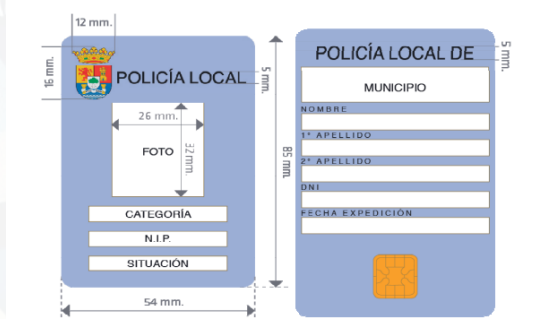 12 mm.
16 mm.
POLICÍA LOCAL
5 mm.
26 mm.
FOTO
32 mm.
85 mm.
CATEGORÍA
N.I.P.
SITUACIÓN
54 mm.
POLICÍA LOCAL DE
5 mm.
MUNICIPIO
NOMBRE
1º APELLIDO
2º APELLIDO
DNI
FECHA EXPEDICIÓN